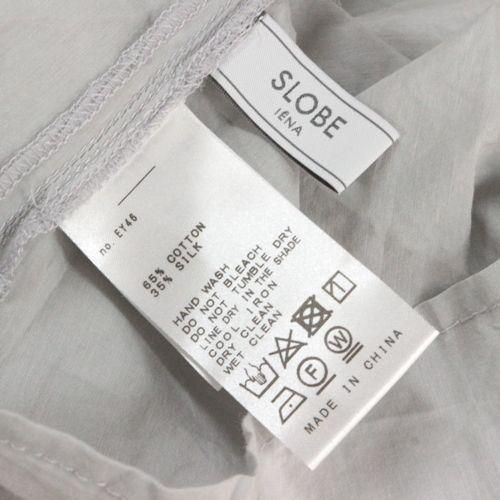 SLOBE
IÉNA
no. EY46
65% COTTON
35% SILK
HAND WASH
DO NOT BLEACH
DO NOT TUMBLE DRY
LINE DRY IN THE SHADE
COOL IRON
DRY CLEAN
WET CLEAN
F W
MADE IN CHINA